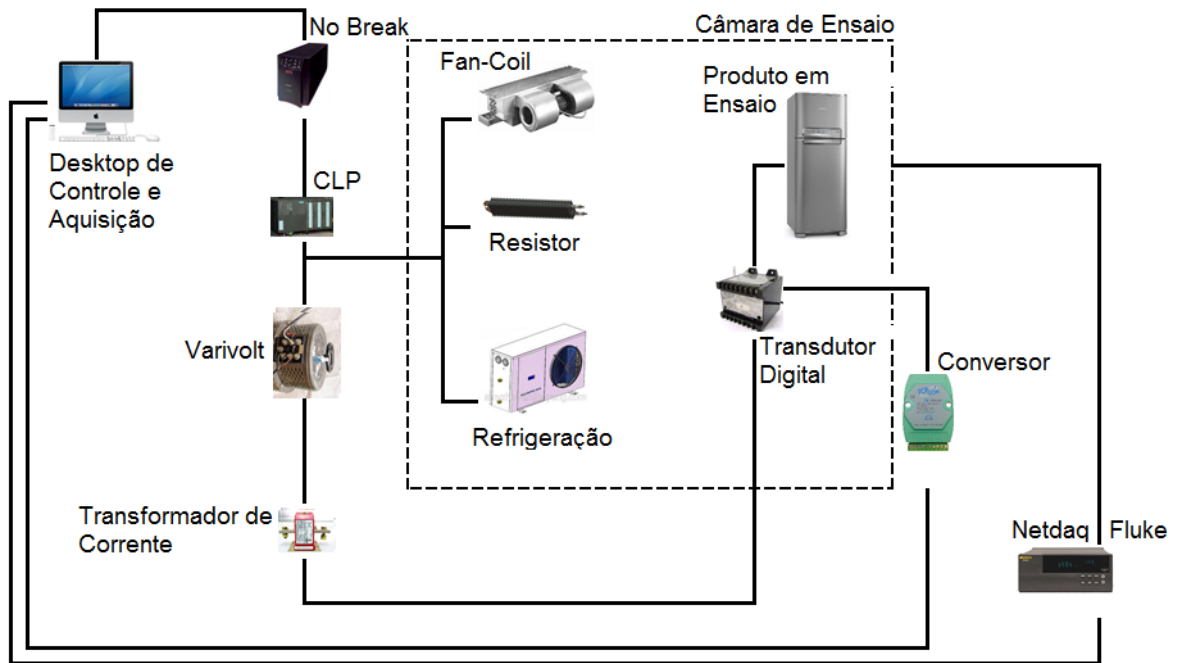 No Break
Câmara de Ensaio
Fan-Coil
Produto em
Ensaio
Desktop de
Controle e
Aquisição
CLP
Resistor
Varivolt
Transdutor
Digital
Conversor
Refrigeração
Transformador de
Corrente
Netdaq Fluke